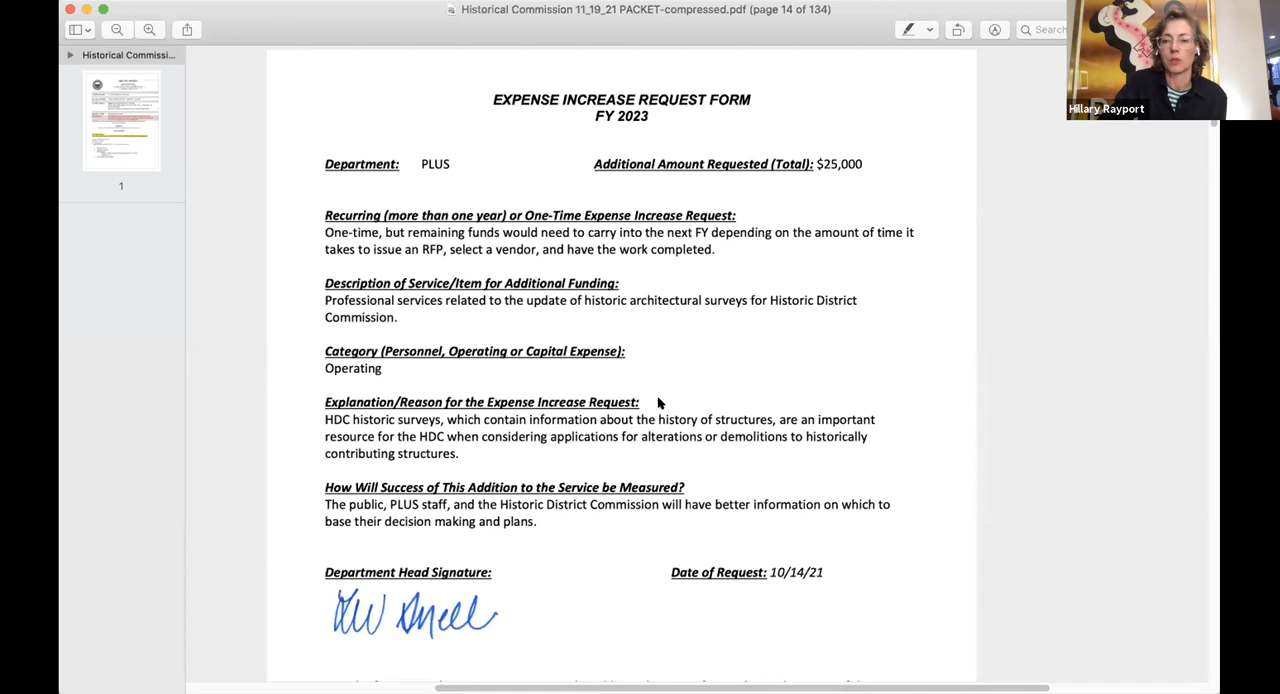 Historical Commission 11_19_21 PACKET-compressed.pdf (page 14 of 134)
Search
Historical Commissi...
1
Hillary Rayport
EXPENSE INCREASE REQUEST FORM
FY 2023
Department: PLUS Additional Amount Requested (Total): $25,000
Recurring (more than one year) or One-Time Expense Increase Request:
One-time, but remaining funds would need to carry into the next FY depending on the amount of time it
takes to issue an RFP, select a vendor, and have the work completed.
Description of Service/Item for Additional Funding:
Professional services related to the update of historic architectural surveys for Historic District
Commission.
Category (Personnel, Operating or Capital Expense):
Operating
Explanation/Reason for the Expense Increase Request:
HDC historic surveys, which contain information about the history of structures, are an important
resource for the HDC when considering applications for alterations or demolitions to historically
contributing structures.
How Will Success of This Addition to the Service be Measured?
The public, PLUS staff, and the Historic District Commission will have better information on which to
base their decision making and plans.
Department Head Signature: Date of Request: 10/14/21